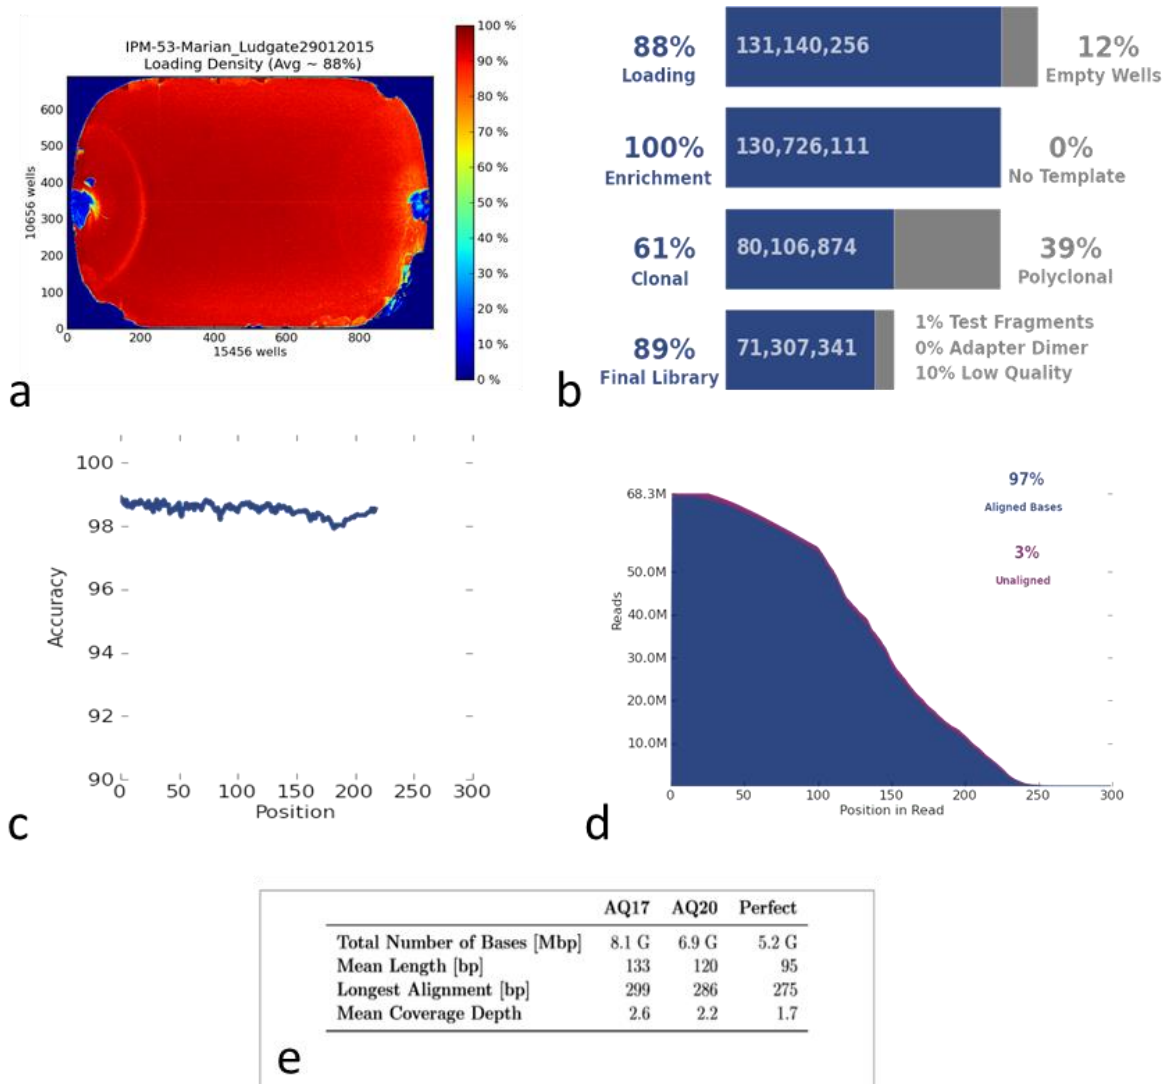 IPM-53-Marian_Ludgate29012015
Loading Density (Avg ~ 88%)
10656 wells
600
500
400
300
200
100
0
0 200 400 600 800
15456 wells
100 %
90 %
80 %
70 %
60 %
50 %
40 %
30 %
20 %
10 %
0 %
a
88%
Loading
131,140,256
12%
Empty Wells
100%
Enrichment
130,726,111
0%
No Template
61%
Clonal
80,106,874
39%
Polyclonal
89%
Final Library
71,307,341
1% Test Fragments
0% Adapter Dimer
10% Low Quality
b
Accuracy
100
98
96
94
92
90
0 50 100 150 200 250 300
Position
c
Reads
68.3M
50.0M
40.0M
30.0M
20.0M
10.0M
97%
Aligned Bases
3%
Unaligned
0 50 100 150 200 250 300
Position in Read
d
AQ17 AQ20 Perfect
Total Number of Bases [Mbp] 8.1 G 6.9 G 5.2 G
Mean Length [bp] 133 120 95
Longest Alignment [bp] 299 286 275
Mean Coverage Depth 2.6 2.2 1.7
e